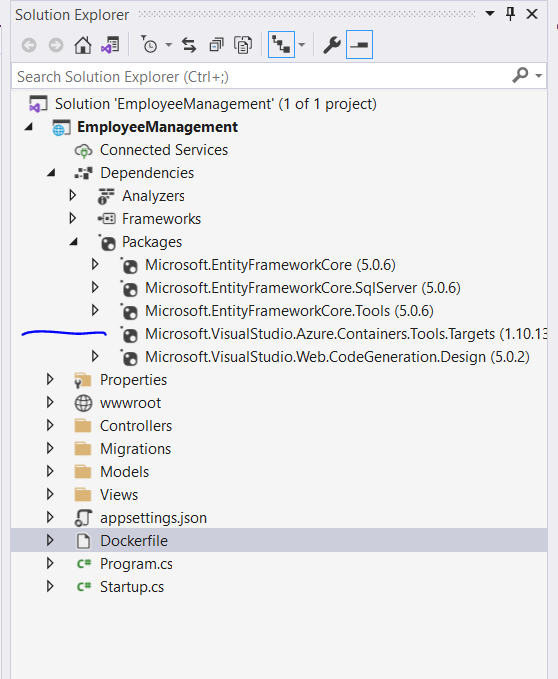 Solution Explorer
Search Solution Explorer (Ctrl+;)
Solution 'EmployeeManagement' (1 of 1 project)
EmployeeManagement
Connected Services
Dependencies
Analyzers
Frameworks
Packages
Microsoft.EntityFrameworkCore (5.0.6)
Microsoft.EntityFrameworkCore.SqlServer (5.0.6)
Microsoft.EntityFrameworkCore.Tools (5.0.6)
Microsoft.VisualStudio.Azure.Containers.Tools.Targets (1.10.13
Microsoft.VisualStudio.Web.CodeGeneration.Design (5.0.2)
Properties
wwwroot
Controllers
Migrations
Models
Views
appsettings.json
Dockerfile
C# Program.cs
C# Startup.cs